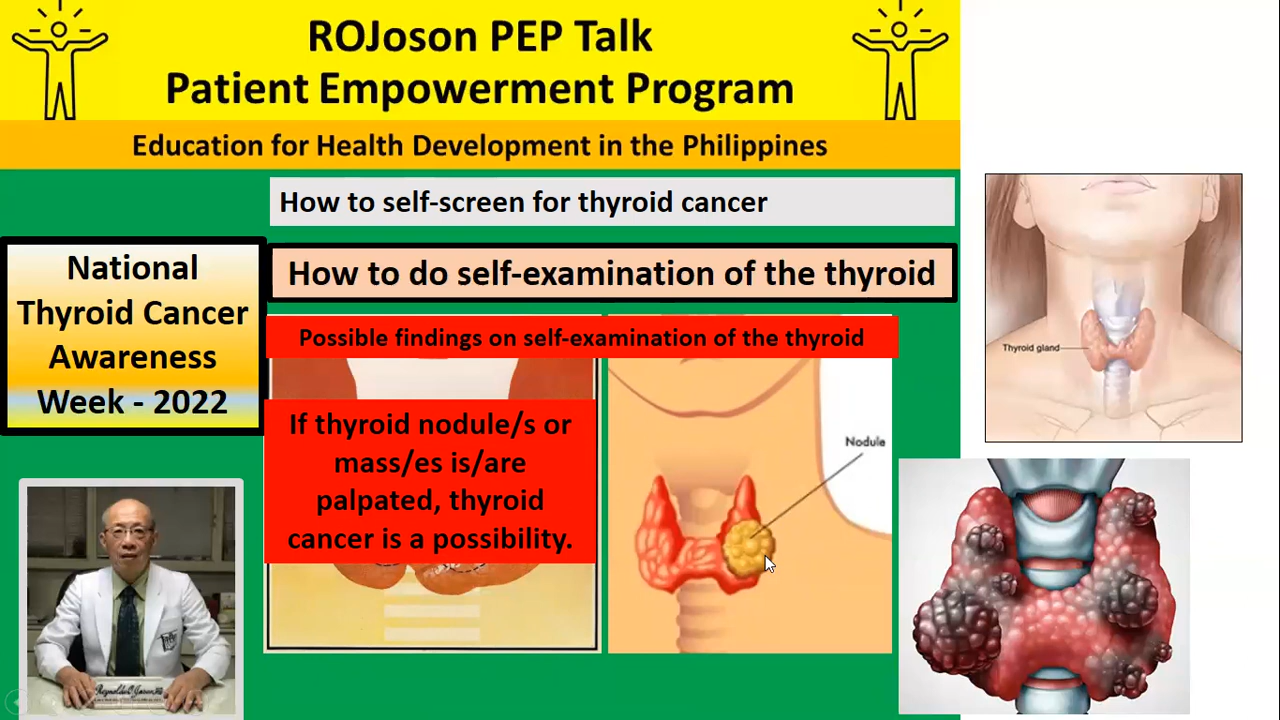 ROJoson PEP Talk
Patient Empowerment Program
Education for Health Development in the Philippines
How to self-screen for thyroid cancer
National
Thyroid Cancer
Awareness
Week - 2022
How to do self-examination of the thyroid
Possible findings on self-examination of the thyroid
If thyroid nodule/s or
mass/es is/are
palpated, thyroid
cancer is a possibility.
Nodule
Thyroid gland